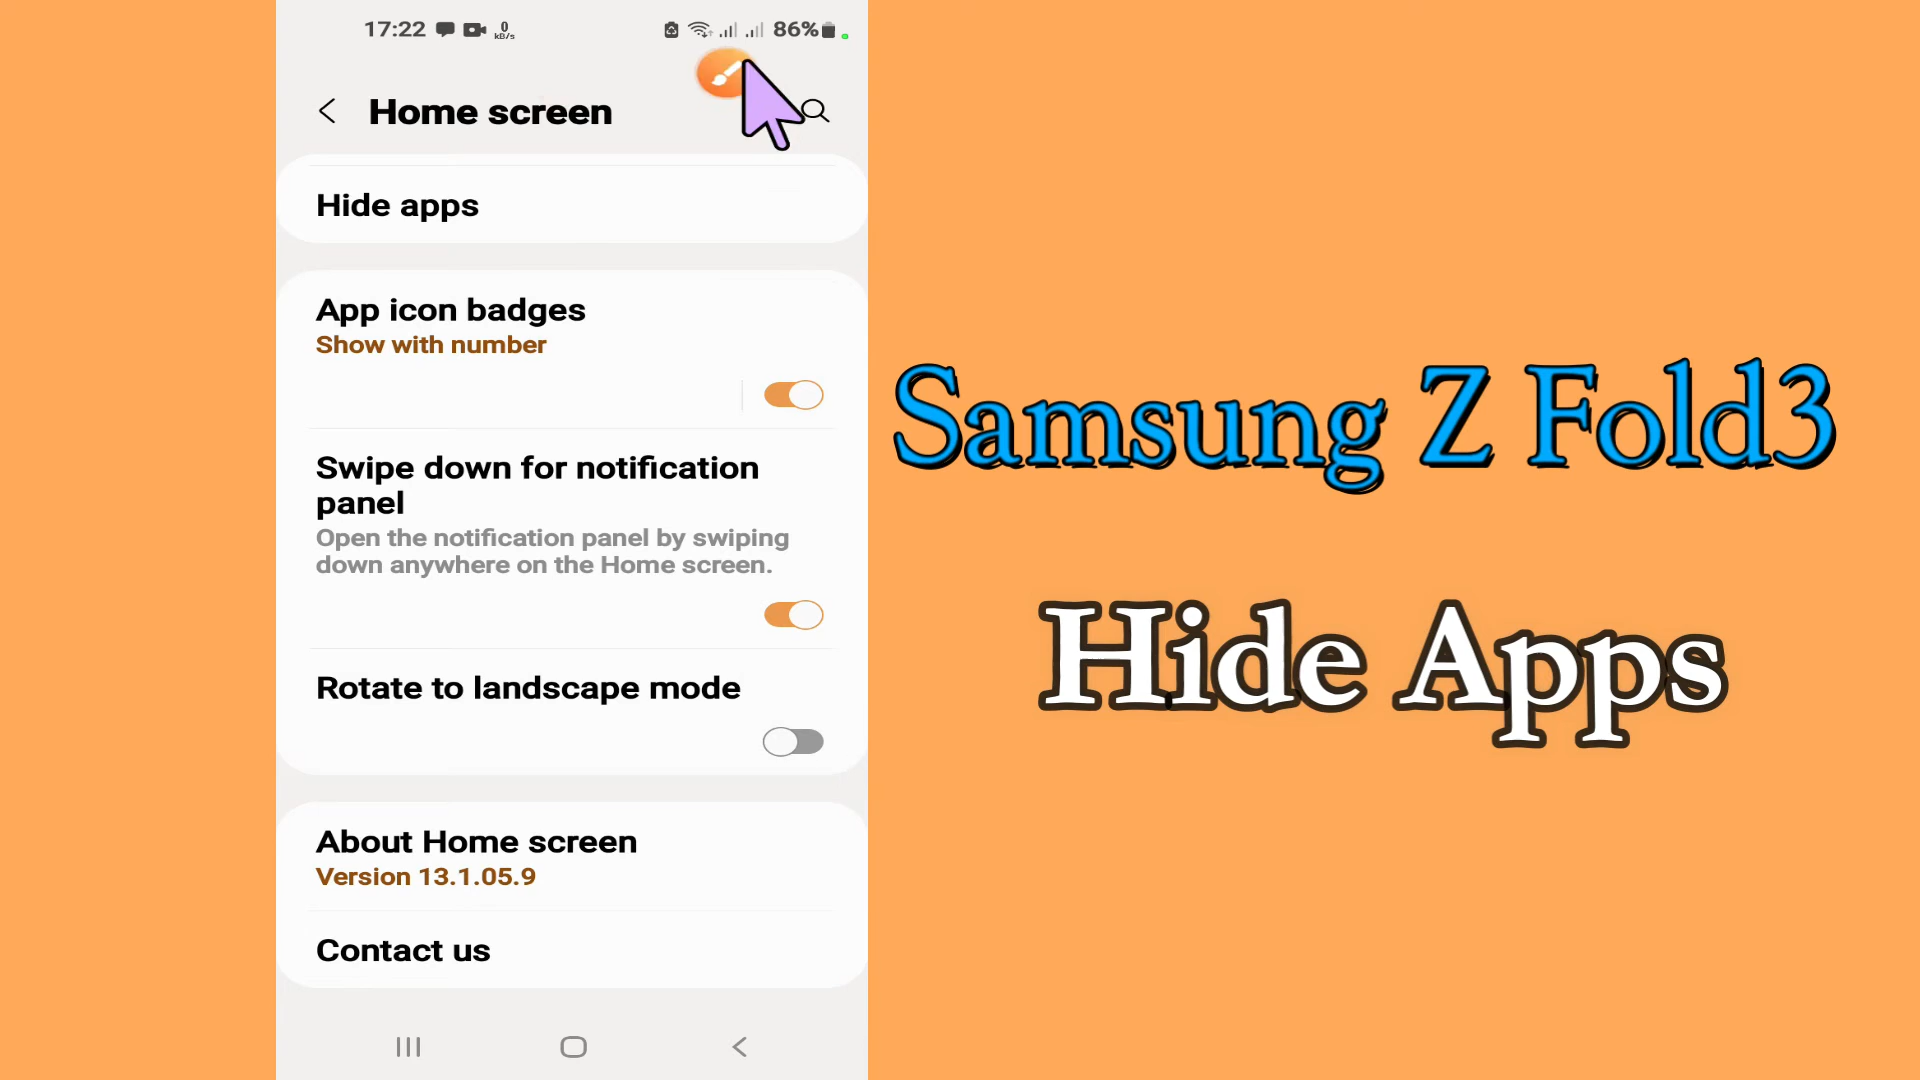 17:22 0 kB/s 86%
Home screen
Hide apps
App icon badges
Show with number
Swipe down for notification
panel
Open the notification panel by swiping
down anywhere on the Home screen.
Rotate to landscape mode
About Home screen
Version 13.1.05.9
Contact us
Samsung Z Fold3
Hide Apps